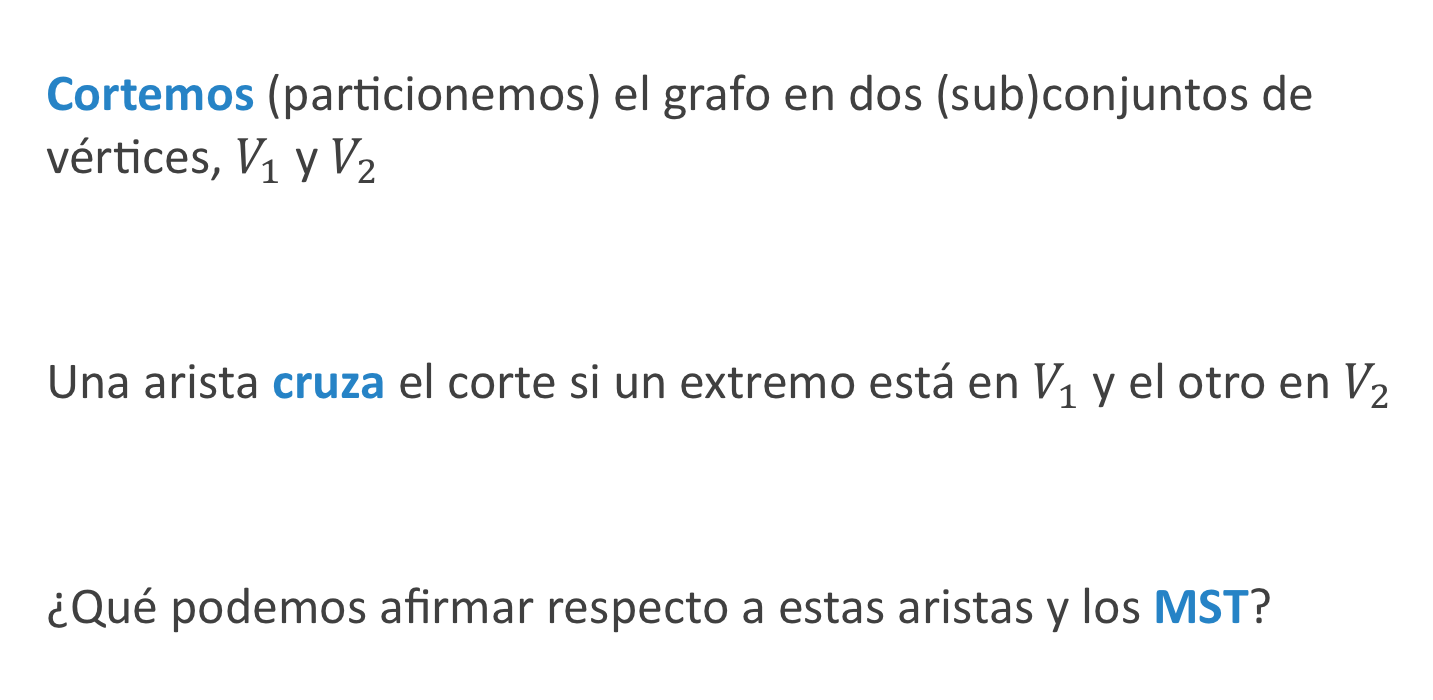 Cortemos (particionemos) el grafo en dos (sub)conjuntos de
vértices, 𝑉₁ y 𝑉₂
Una arista cruza el corte si un extremo está en 𝑉₁ y el otro en 𝑉₂
¿Qué podemos afirmar respecto a estas aristas y los MST?